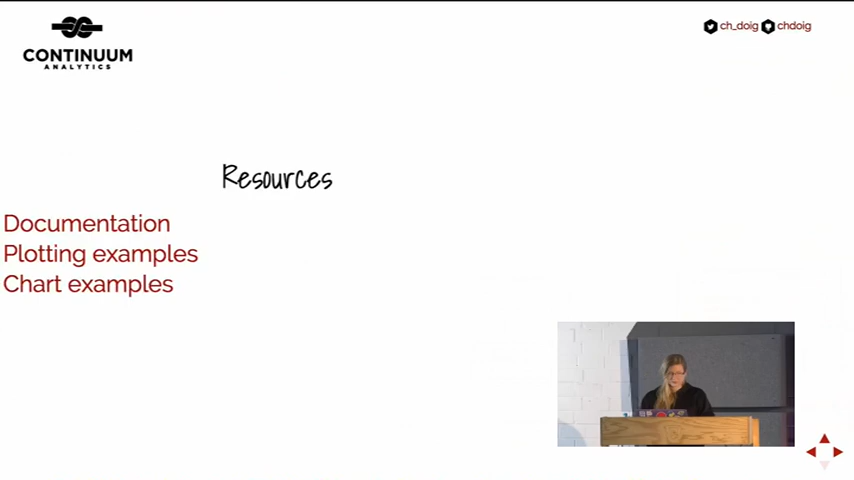 CONTINUUM
ANALYTICS
ch_doig chdoig
Resources
Documentation
Plotting examples
Chart examples